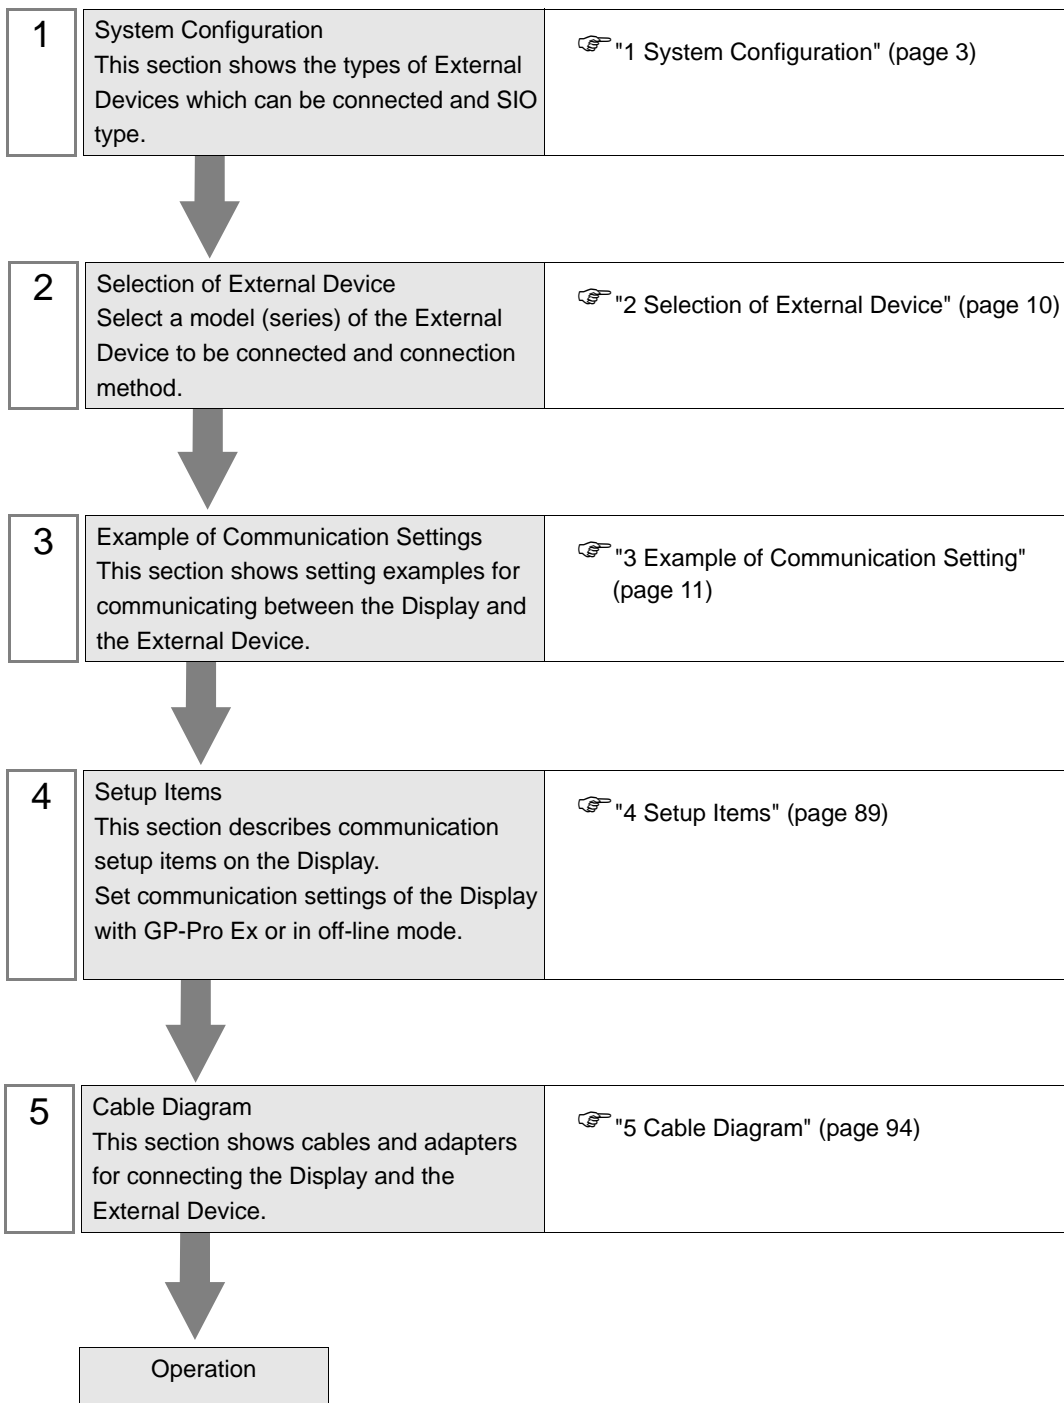 1
System Configuration
This section shows the types of External
Devices which can be connected and SIO
type.
"1 System Configuration" (page 3)
2
Selection of External Device
Select a model (series) of the External
Device to be connected and connection
method.
"2 Selection of External Device" (page 10)
3
Example of Communication Settings
This section shows setting examples for
communicating between the Display and
the External Device.
"3 Example of Communication Setting"
(page 11)
4
Setup Items
This section describes communication
setup items on the Display.
Set communication settings of the Display
with GP-Pro Ex or in off-line mode.
"4 Setup Items" (page 89)
5
Cable Diagram
This section shows cables and adapters
for connecting the Display and the
External Device.
"5 Cable Diagram" (page 94)
Operation